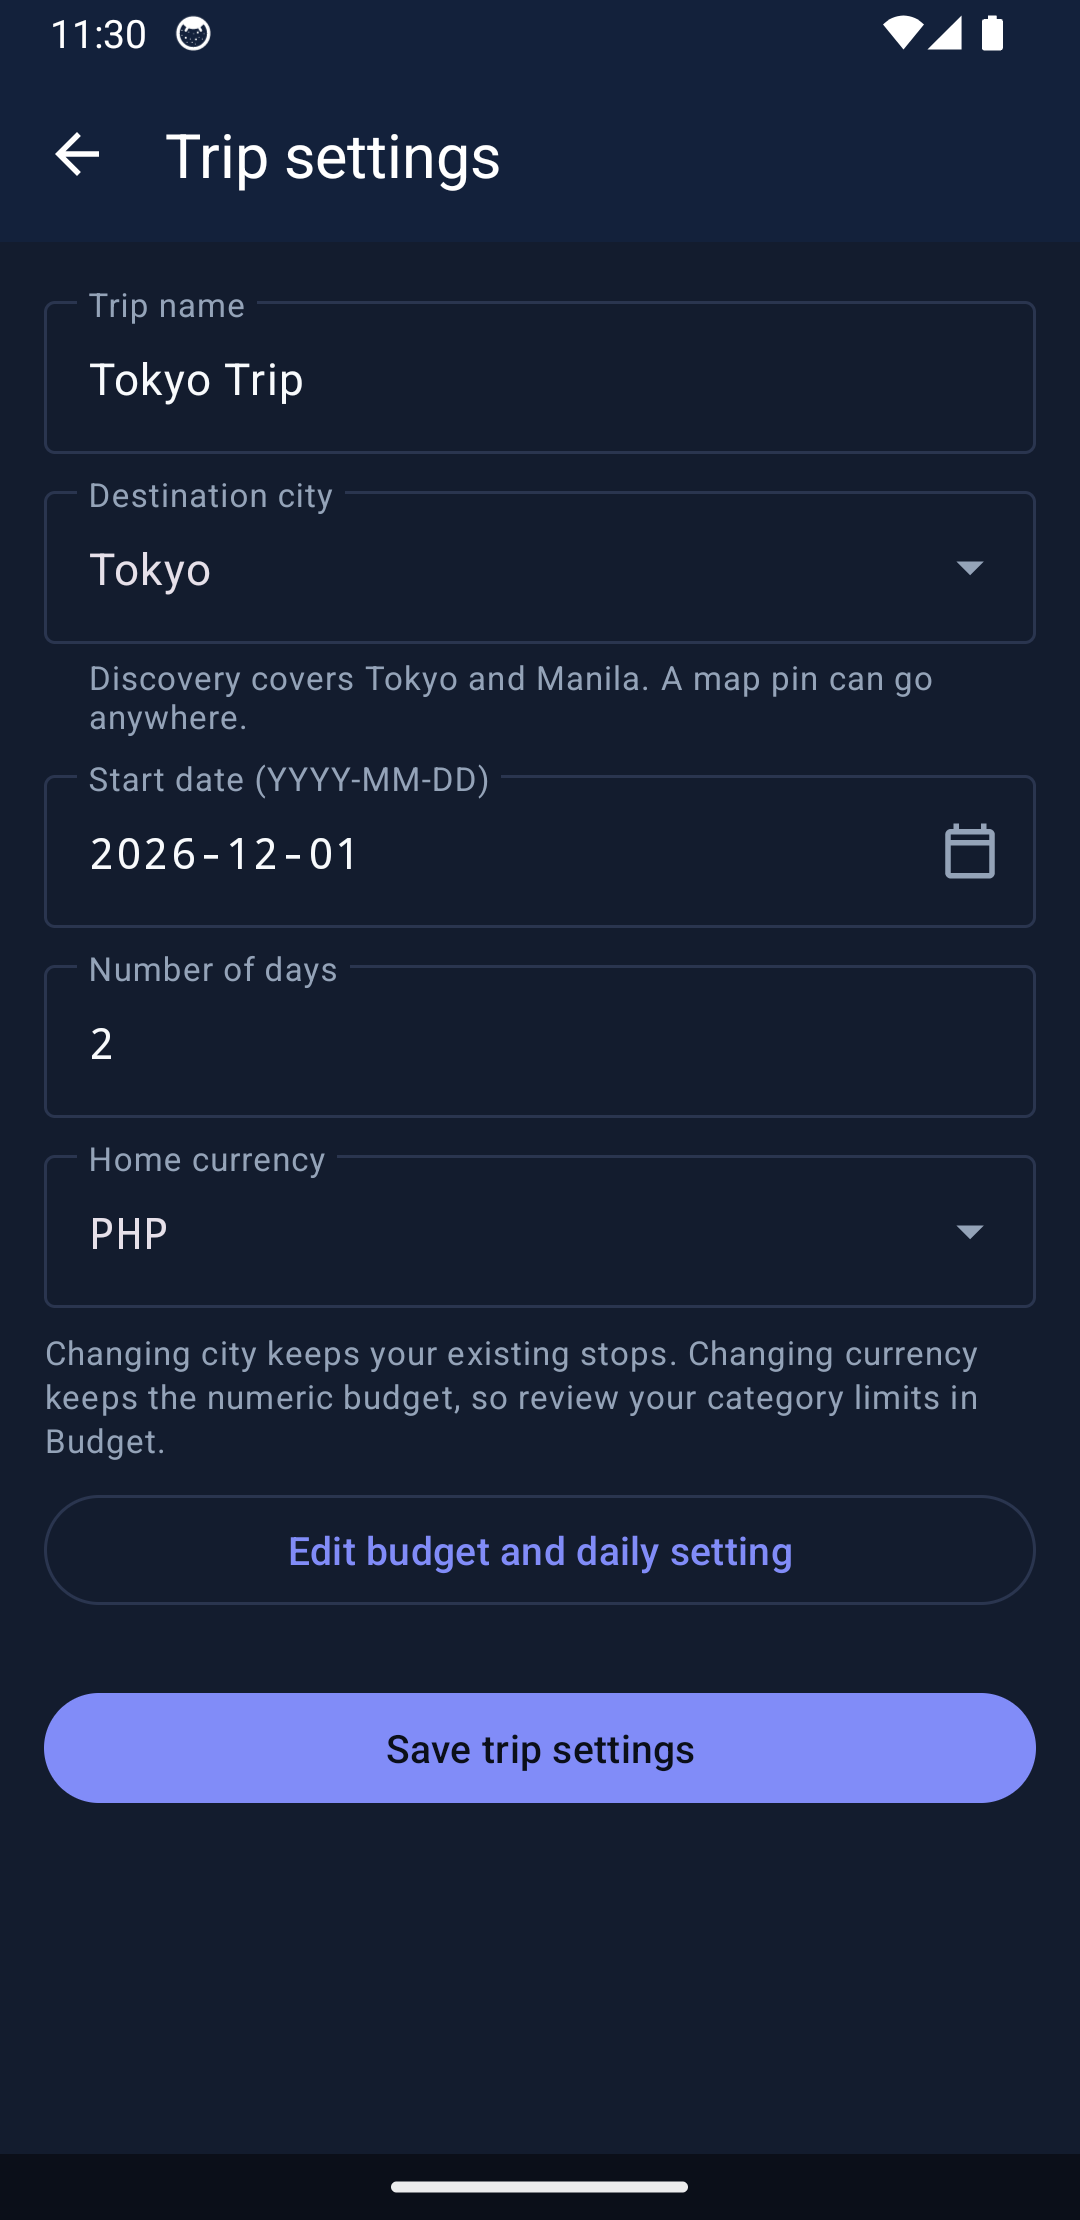 11:30
Trip settings
Trip name
Tokyo Trip
Destination city
Tokyo
Discovery covers Tokyo and Manila. A map pin can go
anywhere.
Start date (YYYY-MM-DD)
2026-12-01
Number of days
2
Home currency
PHP
Changing city keeps your existing stops. Changing currency
keeps the numeric budget, so review your category limits in
Budget.
Edit budget and daily setting
Save trip settings